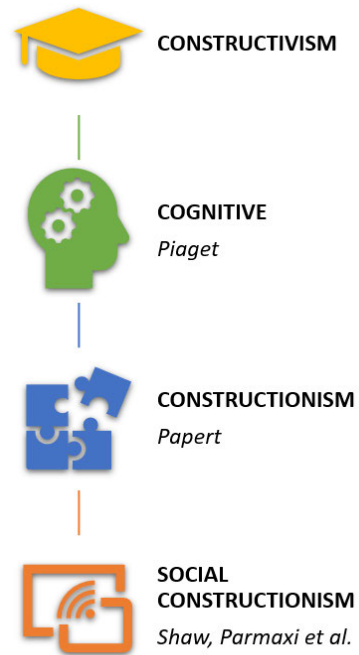 CONSTRUCTIVISM
COGNITIVE
Piaget
CONSTRUCTIONISM
Papert
SOCIAL
CONSTRUCTIONISM
Shaw, Parmaxi et al.